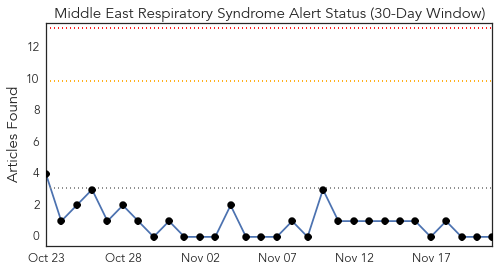 Middle East Respiratory Syndrome Alert Status (30-Day Window)
Articles Found
12
10
8
6
4
2
0
Oct 23
Oct 28
Nov 02
Nov 07
Nov 12
Nov 17